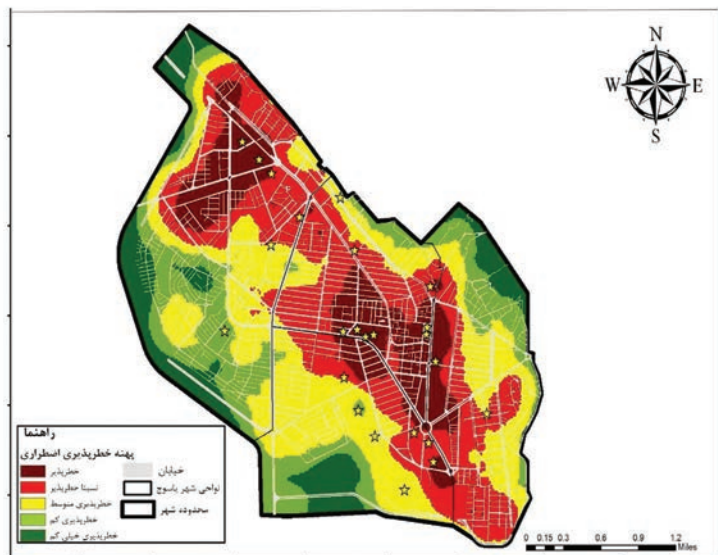 N
W E
S
راهنما
پهنه خطرپذیری اضطراری
خطرپذیر
نسبتا خطرپذیر
خطرپذیری متوسط
خطرپذیری کم
خطرپذیری خیلی کم
خیابان
نواحی شهر یاسوج
محدوده شهر
0 0.15 0.3 0.6 0.9 1.2
Miles